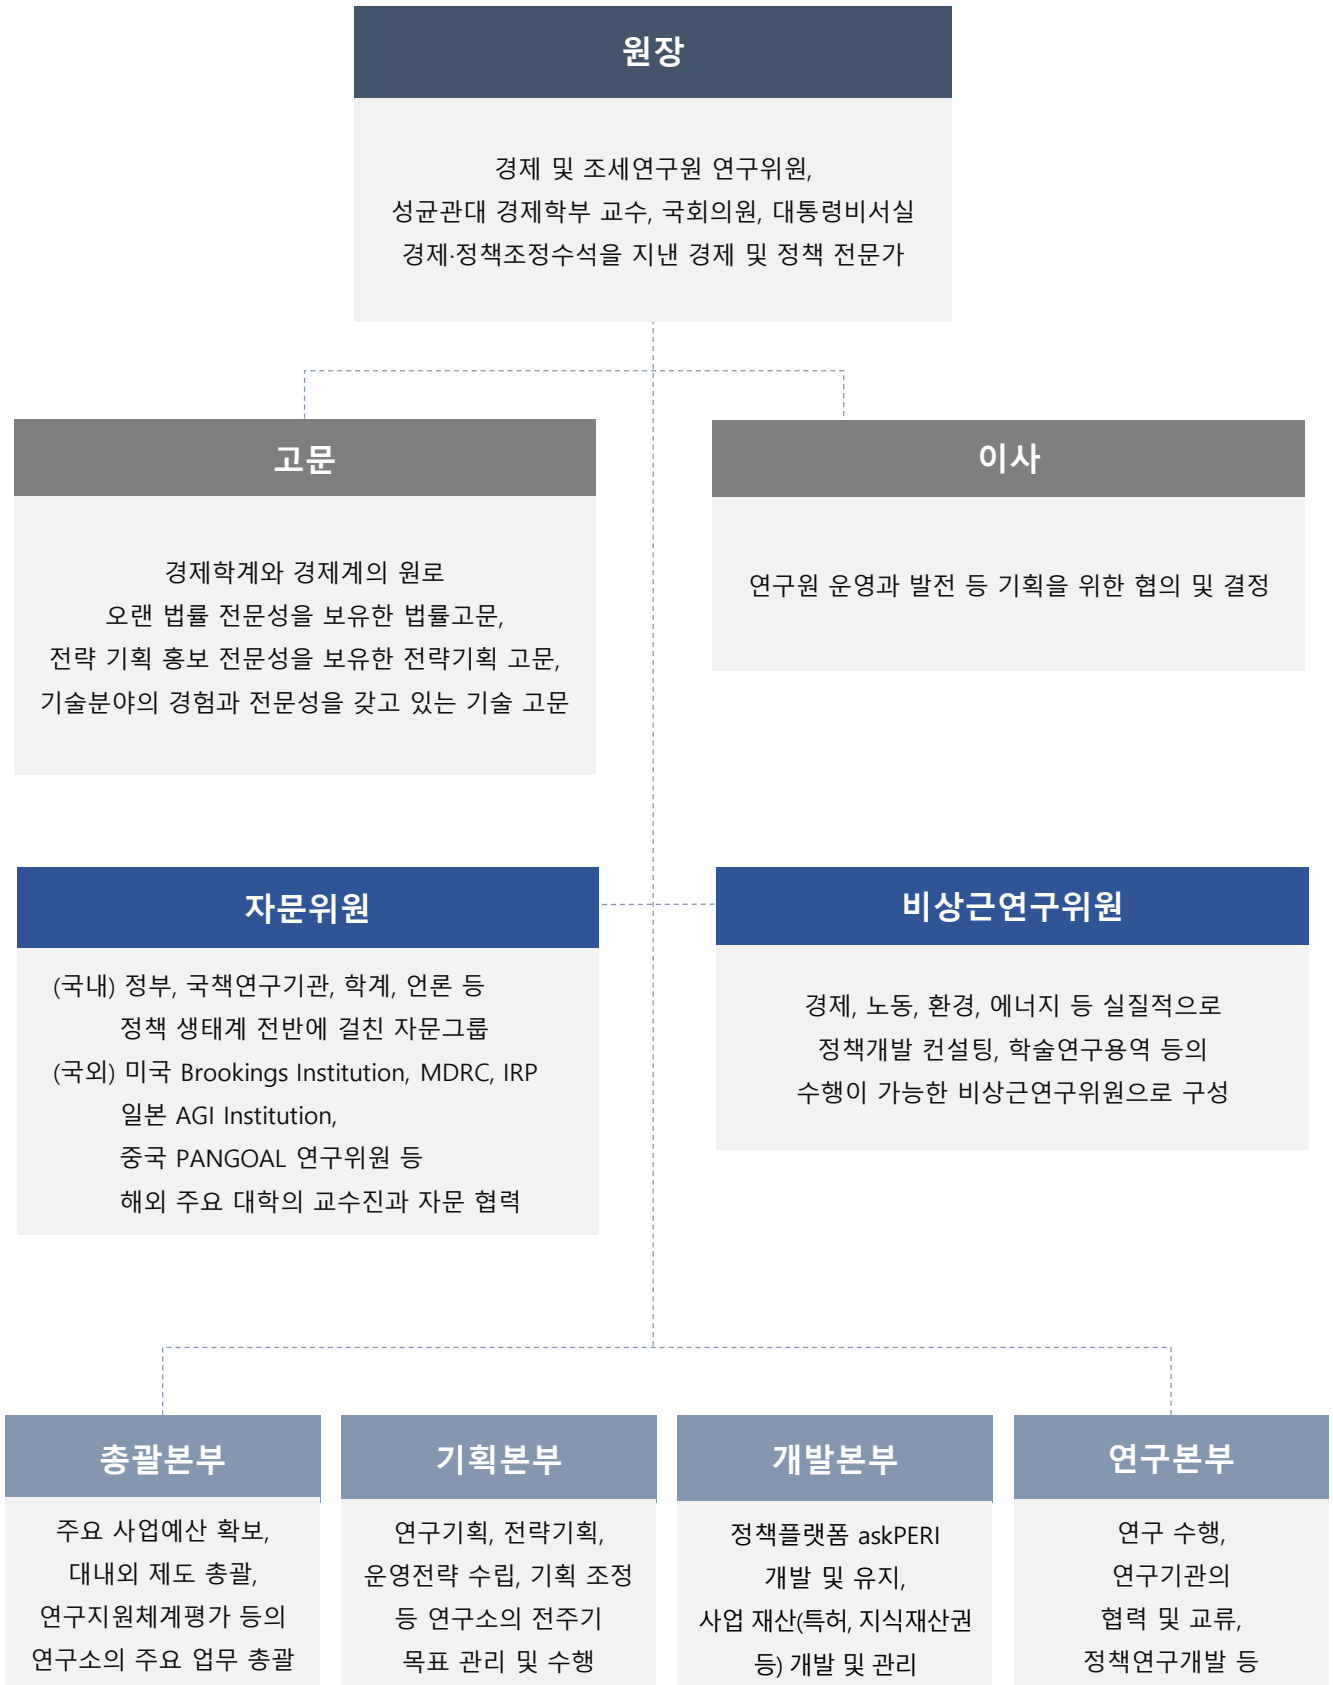 원장
경제 및 조세연구원 연구위원,
성균관대 경제학부 교수, 국회의원, 대통령비서실
경제·정책조정수석을 지낸 경제 및 정책 전문가
고문
경제학계와 경제계의 원로
오랜 법률 전문성을 보유한 법률고문,
전략 기획 홍보 전문성을 보유한 전략기획 고문,
기술분야의 경험과 전문성을 갖고 있는 기술 고문
이사
연구원 운영과 발전 등 기획을 위한 협의 및 결정
자문위원
(국내) 정부, 국책연구기관, 학계, 언론 등
정책 생태계 전반에 걸친 자문그룹
(국외) 미국 Brookings Institution, MDRC, IRP
일본 AGI Institution,
중국 PANGOAL 연구위원 등
해외 주요 대학의 교수진과 자문 협력
비상근연구위원
경제, 노동, 환경, 에너지 등 실질적으로
정책개발 컨설팅, 학술연구용역 등의
수행이 가능한 비상근연구위원으로 구성
총괄본부
주요 사업예산 확보,
대내외 제도 총괄,
연구지원체계평가 등의
연구소의 주요 업무 총괄
기획본부
연구기획, 전략기획,
운영전략 수립, 기획 조정
등 연구소의 전주기
목표 관리 및 수행
개발본부
정책플랫폼 askPERI
개발 및 유지,
사업 재산(특허, 지식재산권
등) 개발 및 관리
연구본부
연구 수행,
연구기관의
협력 및 교류,
정책연구개발 등